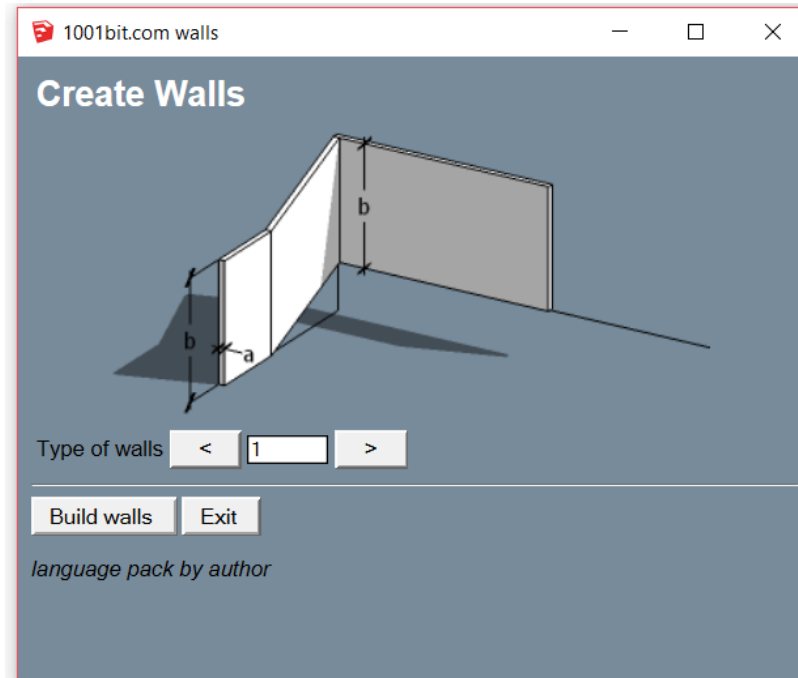 1001bit.com walls
Create Walls
b
b
a
Type of walls < 1 >
Build walls Exit
language pack by author